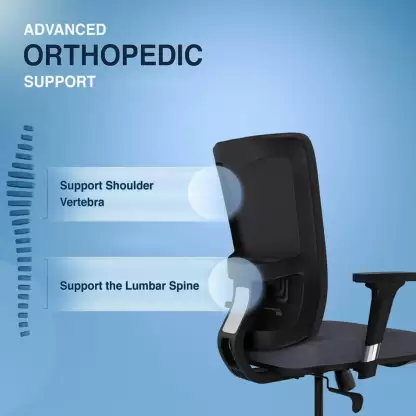 ADVANCED
ORTHOPEDIC
SUPPORT
Support Shoulder
Vertebra
Support the Lumbar Spine